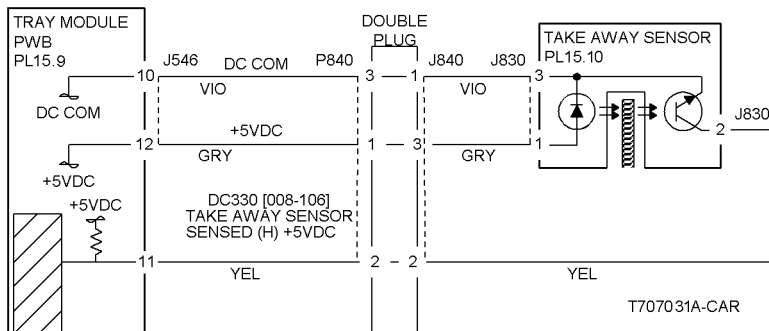 TRAY MODULE
PWB
PL15.9
DOUBLE
PLUG
TAKE AWAY SENSOR
PL15.10
10 J546 DC COM P840 3 1 J840 J830 3
VIO VIO
DC COM
J830
2
12 +5VDC 1 3 1
GRY GRY
+5VDC
+5VDC
DC330 [008-106]
TAKE AWAY SENSOR
SENSED (H) +5VDC
11 2 2
YEL YEL
T707031A-CAR